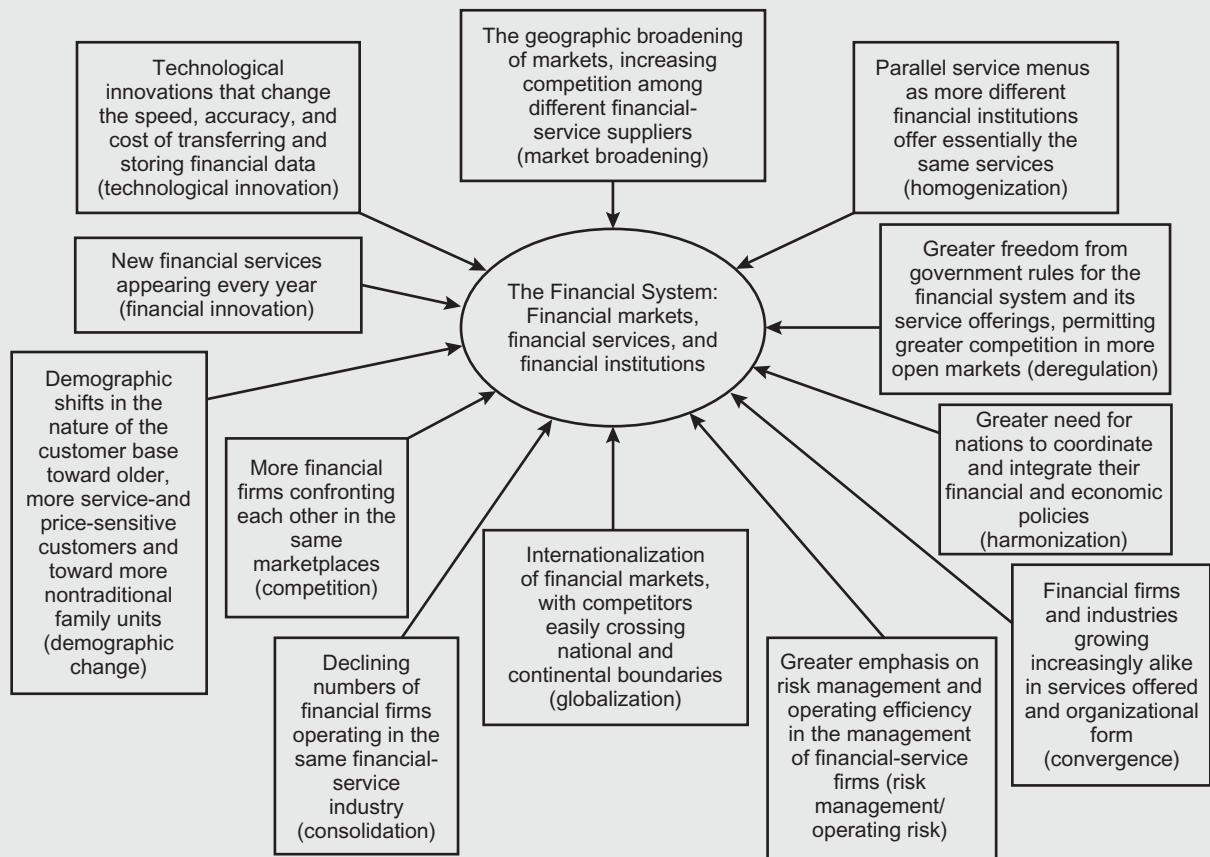 Technological
innovations that change
the speed, accuracy, and
cost of transferring and
storing financial data
(technological innovation)
The geographic broadening
of markets, increasing
competition among
different financial-
service suppliers
(market broadening)
Parallel service menus
as more different
financial institutions
offer essentially the
same services
(homogenization)
New financial services
appearing every year
(financial innovation)
The Financial System:
Financial markets,
financial services, and
financial institutions
Greater freedom from
government rules for the
financial system and its
service offerings, permitting
greater competition in more
open markets (deregulation)
Demographic
shifts in the
nature of the
customer base
toward older,
more service-and
price-sensitive
customers and
toward more
nontraditional
family units
(demographic
change)
More financial
firms confronting
each other in the
same
marketplaces
(competition)
Greater need for
nations to coordinate
and integrate their
financial and economic
policies
(harmonization)
Declining
numbers of
financial firms
operating in the
same financial-
service
industry
(consolidation)
Internationalization
of financial markets,
with competitors
easily crossing
national and
continental boundaries
(globalization)
Greater emphasis on
risk management and
operating efficiency
in the management
of financial-service
firms (risk
management/
operating risk)
Financial firms
and industries
growing
increasingly alike
in services offered
and organizational
form
(convergence)